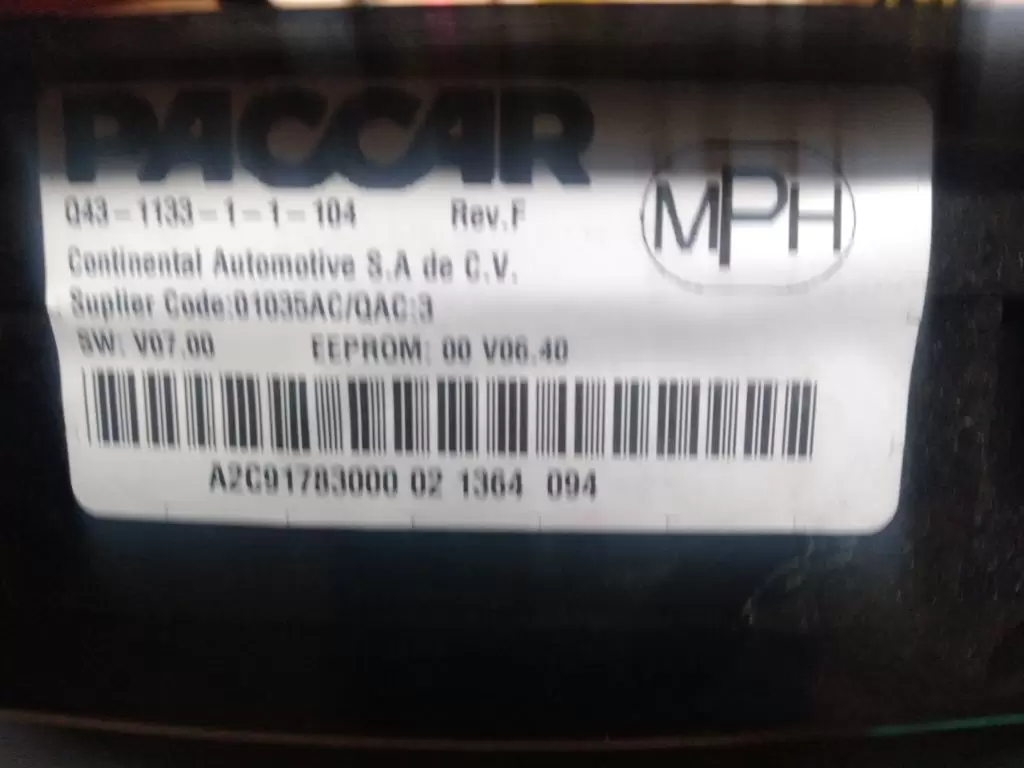 PACCAR
Q43-1133-1-1-104 Rev.F
MPH
Continental Automotive S.A de C.V.
Suplier Code:01035AC/QAC:3
SW: V07.00 EEPROM: 00 V06.40
A2C91783000 02 1364 094